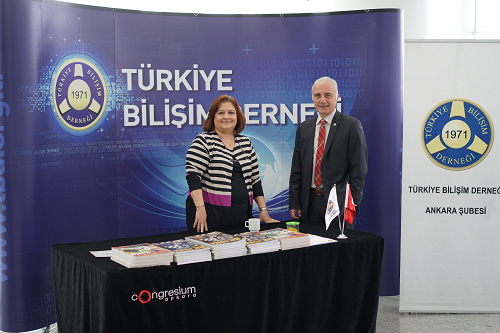 TÜRKİYE
BİLİŞİM DERNEĞİ
TÜRKİYE BİLİŞİM
1971
DERNEĞİ
TÜRKİYE BİLİŞİM
1971
DERNEĞİ
TÜRKİYE BİLİŞİM DERNEĞ
ANKARA ŞUBESİ
congresium
ankara